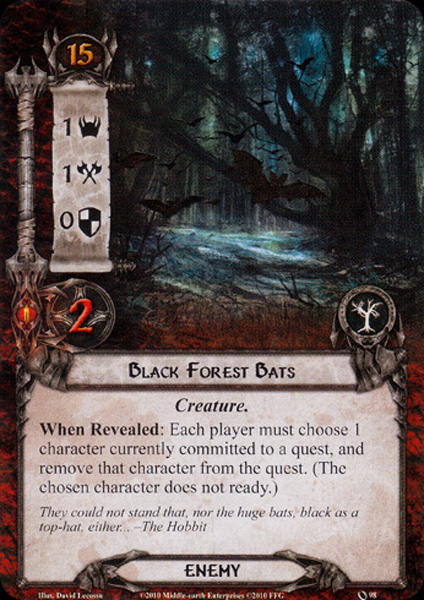 15
1
1
0
2
Black Forest Bats
Creature.
When Revealed: Each player must choose 1
character currently committed to a quest, and
remove that character from the quest. (The
chosen character does not ready.)
They could not stand that, nor the huge bats, black as a
top-hat, either... –The Hobbit
ENEMY
Illus. David Lecossu ©2010 Middle-earth Enterprises ©2010 FFG 98